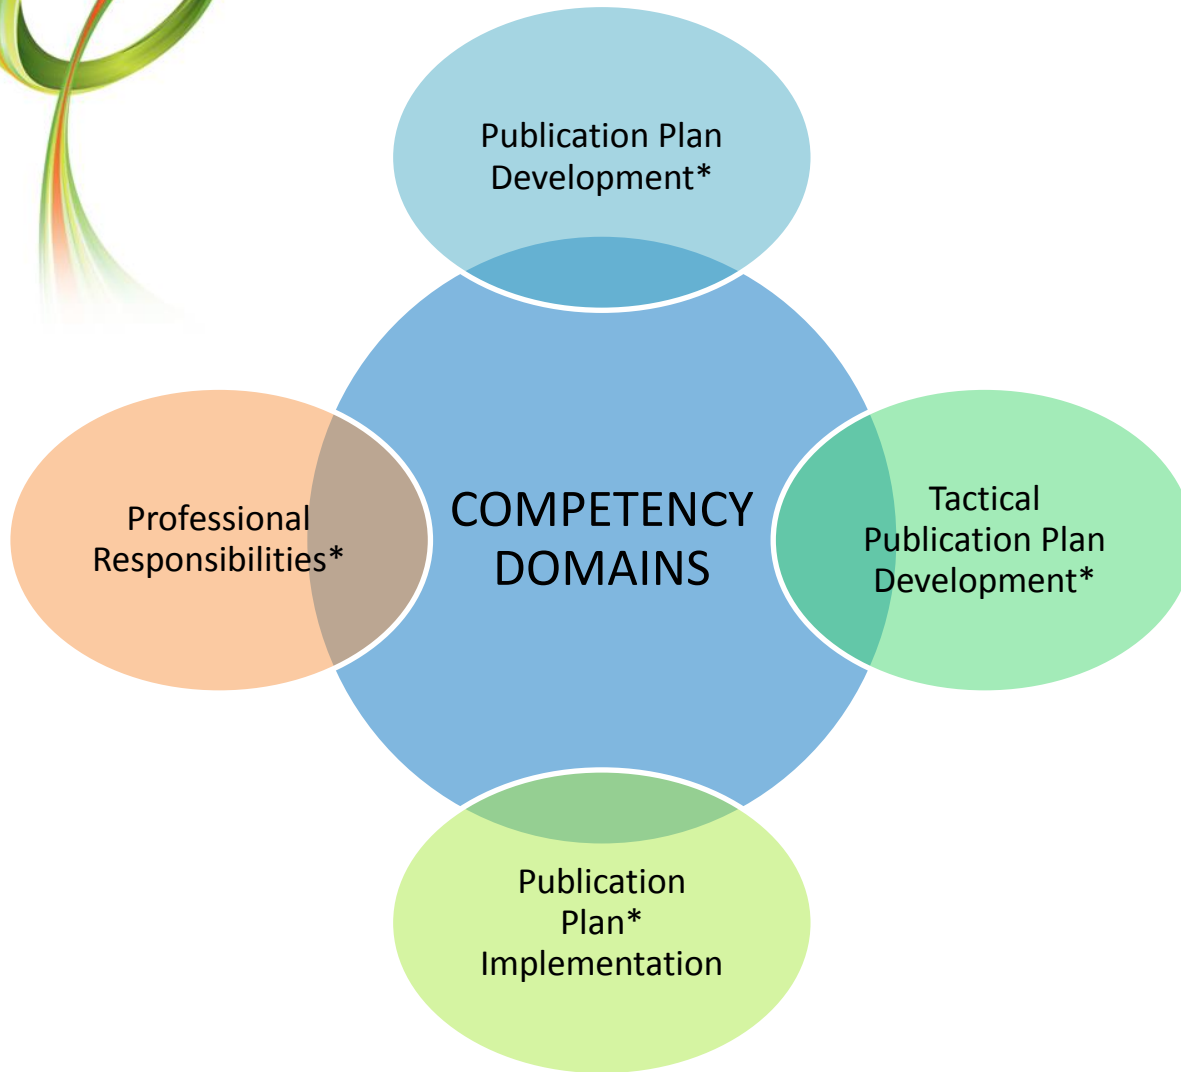 Publication Plan
Development*
Professional
Responsibilities*
COMPETENCY
DOMAINS
Tactical
Publication Plan
Development*
Publication
Plan*
Implementation